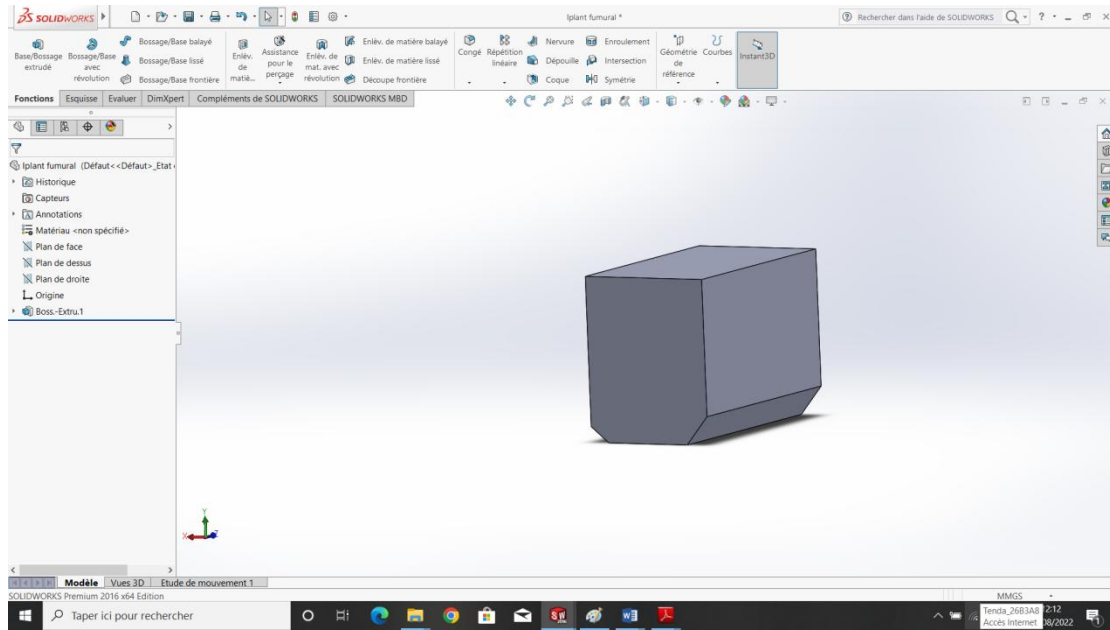 SOLIDWORKS
Iplant fumural *
Rechercher dans l'aide de SOLIDWORKS
Base/Bossage extrudé
Bossage/Base avec révolution
Bossage/Base balayé
Bossage/Base lissé
Bossage/Base frontière
Enlèv. de matiè...
Assistance pour le perçage
Enlèv. de mat. avec révolution
Enlèv. de matière balayé
Enlèv. de matière lissé
Découpe frontière
Congé
Répétition linéaire
Nervure
Dépouille
Coque
Enroulement
Intersection
Symétrie
Géométrie de référence
Courbes
Instant3D
Fonctions Esquisse Evaluer DimXpert Compléments de SOLIDWORKS SOLIDWORKS MBD
Iplant fumural (Défaut<<Défaut>_Etat
Historique
Capteurs
Annotations
Matériau <non spécifié>
Plan de face
Plan de dessus
Plan de droite
Origine
Boss.-Extru.1
Y
X
Z
Modèle Vues 3D Etude de mouvement 1
SOLIDWORKS Premium 2016 x64 Edition
MMGS
Taper ici pour rechercher
Tenda_26B3A8
Accès Internet
2:12
08/2022